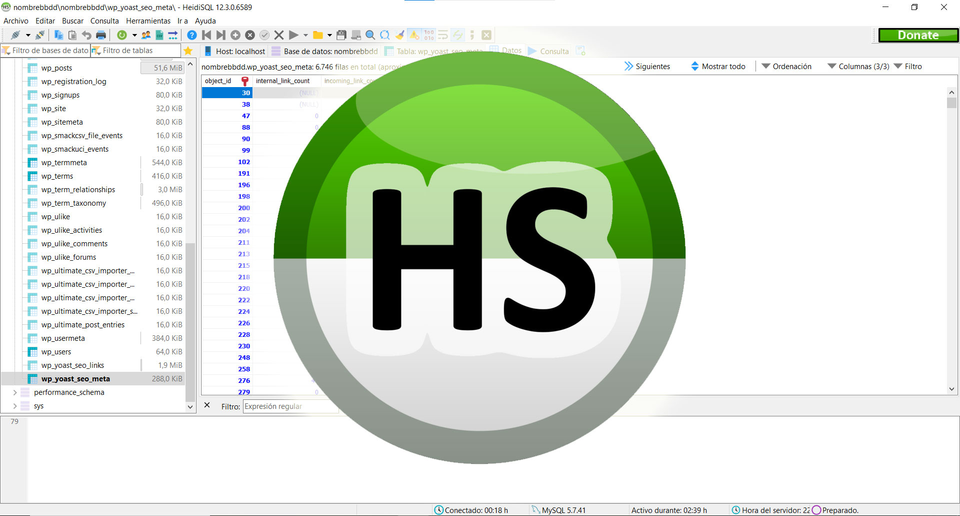 nombrebbdd\nombrebbdd\wp_yoast_seo_meta\ - HeidiSQL 12.3.0.6589
Archivo Editar Buscar Consulta Herramientas Ir a Ayuda
Donate
Filtro de bases de dato Filtro de tablas
Host: localhost Base de datos: nombrebbdd Tabla: wp_yoast_seo_meta Datos Consulta
nombrebbdd.wp_yoast_seo_meta: 6.746 filas en total (aprox
Siguientes Mostrar todo Ordenación Columnas (3/3) Filtro
object_id internal_link_count incoming_link_co
wp_posts 51,6 MiB
wp_registration_log 32,0 KiB
wp_signups 80,0 KiB
wp_site 32,0 KiB
wp_sitemeta 80,0 KiB
wp_smackcsv_file_events 16,0 KiB
wp_smackuci_events 16,0 KiB
wp_termmeta 544,0 KiB
wp_terms 416,0 KiB
wp_term_relationships 3,0 MiB
wp_term_taxonomy 496,0 KiB
wp_ulike 16,0 KiB
wp_ulike_activities 16,0 KiB
wp_ulike_comments 16,0 KiB
wp_ulike_forums 16,0 KiB
wp_ultimate_csv_importer_... 16,0 KiB
wp_ultimate_csv_importer_... 16,0 KiB
wp_ultimate_csv_importer_... 16,0 KiB
wp_ultimate_csv_importer_s... 16,0 KiB
wp_ultimate_post_entries 16,0 KiB
wp_usermeta 384,0 KiB
wp_users 64,0 KiB
wp_yoast_seo_links 1,9 MiB
wp_yoast_seo_meta 288,0 KiB
performance_schema
sys
30
38
47 0
88
90
99
102
191
196
198
200
202
204
211
213
215
218
220
222
224
226
228
230
248
258
276
279 0
HS
Filtro: Expresión regular
79
Conectado: 00:18 h MySQL 5.7.41 Activo durante: 02:39 h Hora del servidor: 22 Preparado.